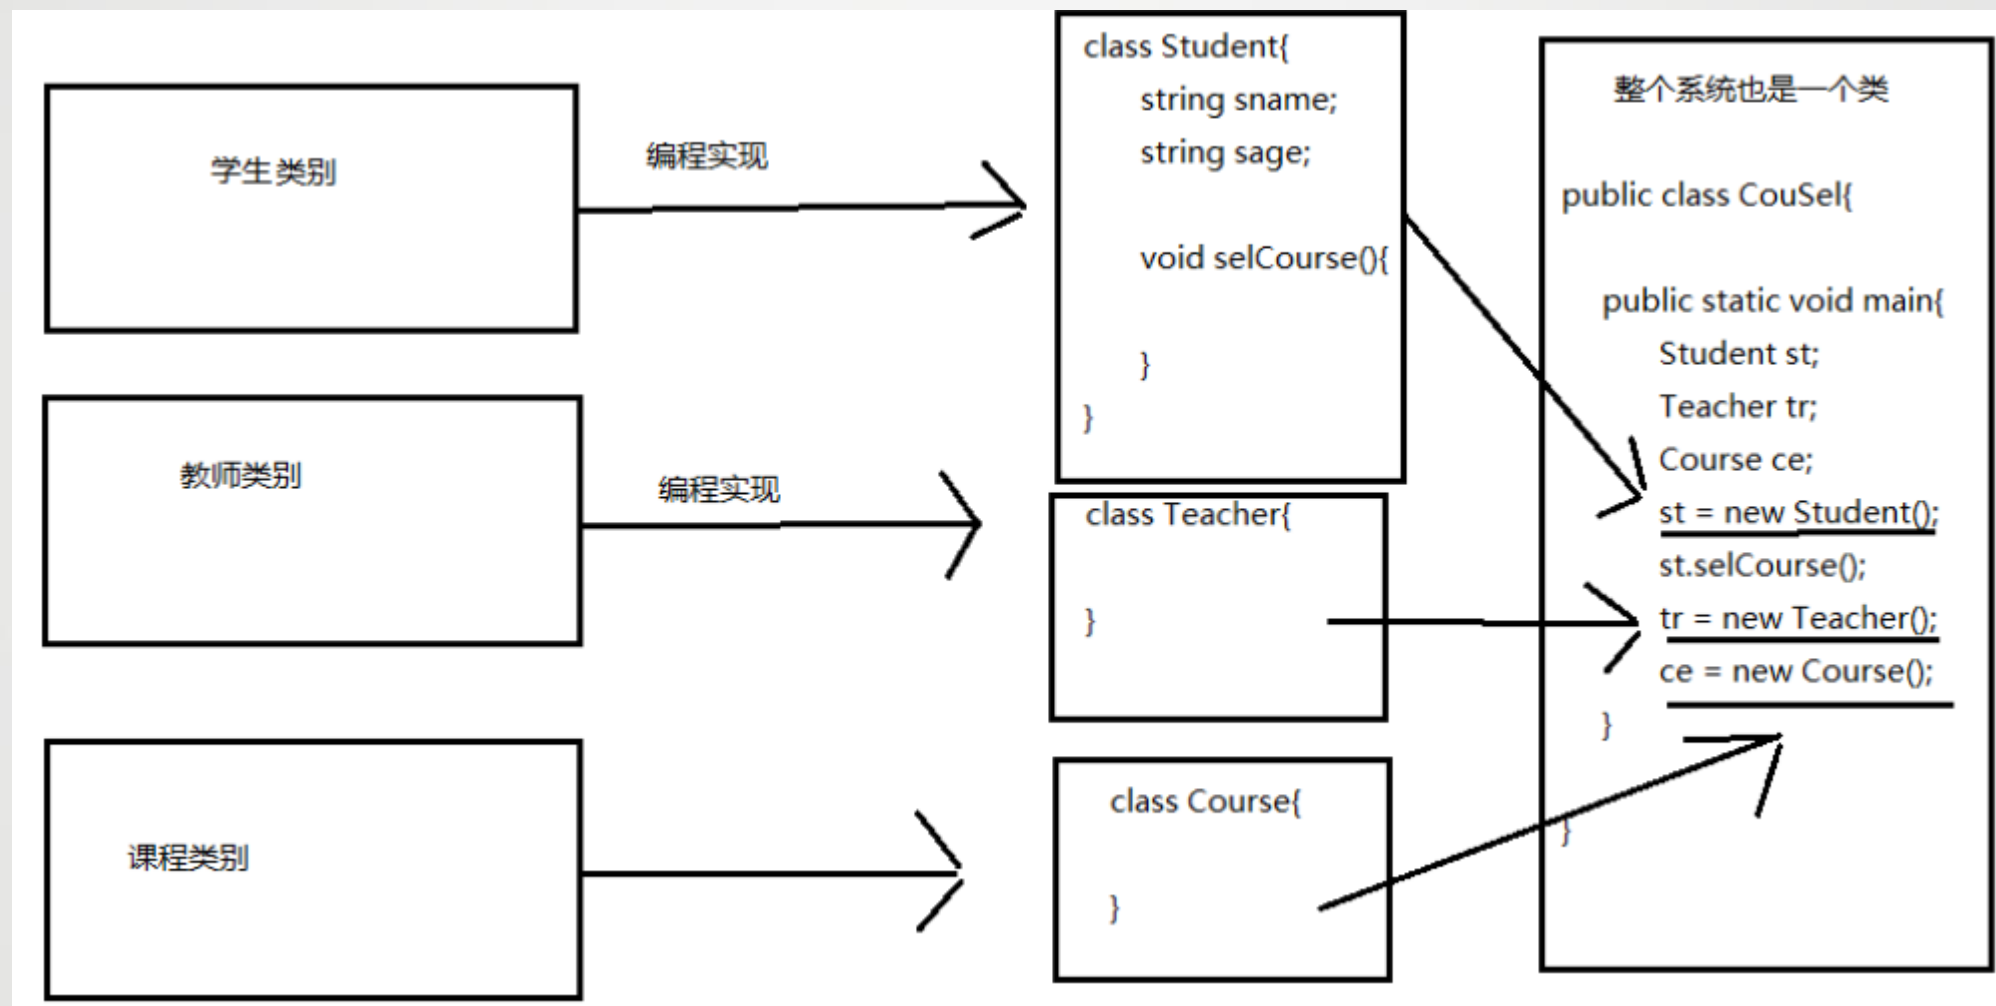 学生类别
编程实现
class Student{
string sname;
string sage;
void selCourse(){
}
}
教师类别
编程实现
class Teacher{
}
课程类别
class Course{
}
整个系统也是一个类
public class CouSel{
public static void main{
Student st;
Teacher tr;
Course ce;
st = new Student();
st.selCourse();
tr = new Teacher();
ce = new Course();
}
}